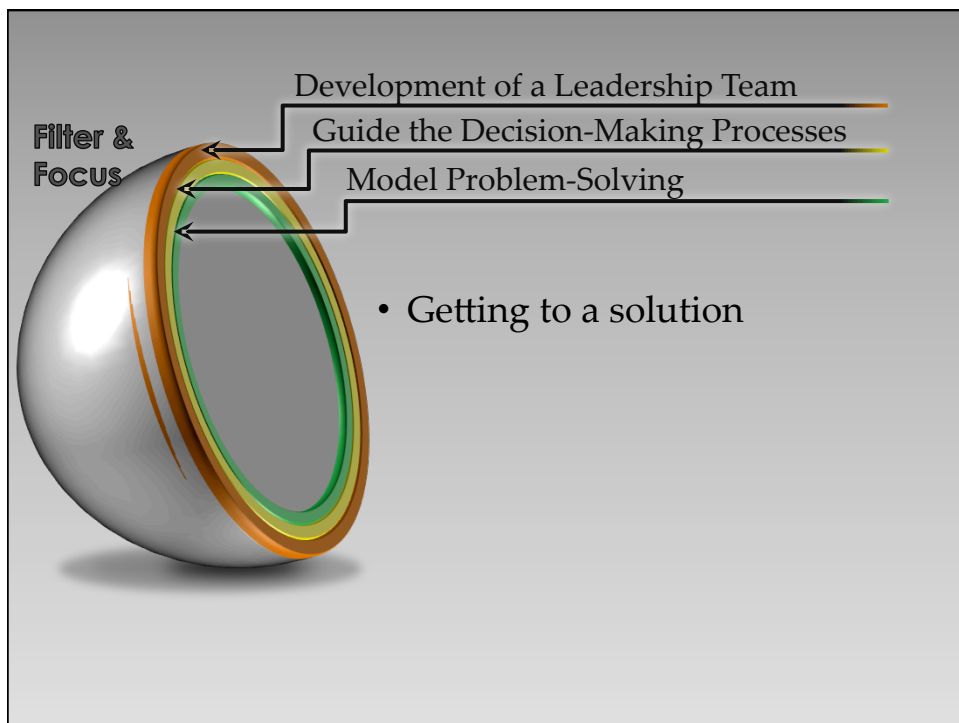 Development of a Leadership Team
Filter &
Focus
Guide the Decision-Making Processes
Model Problem-Solving
• Getting to a solution